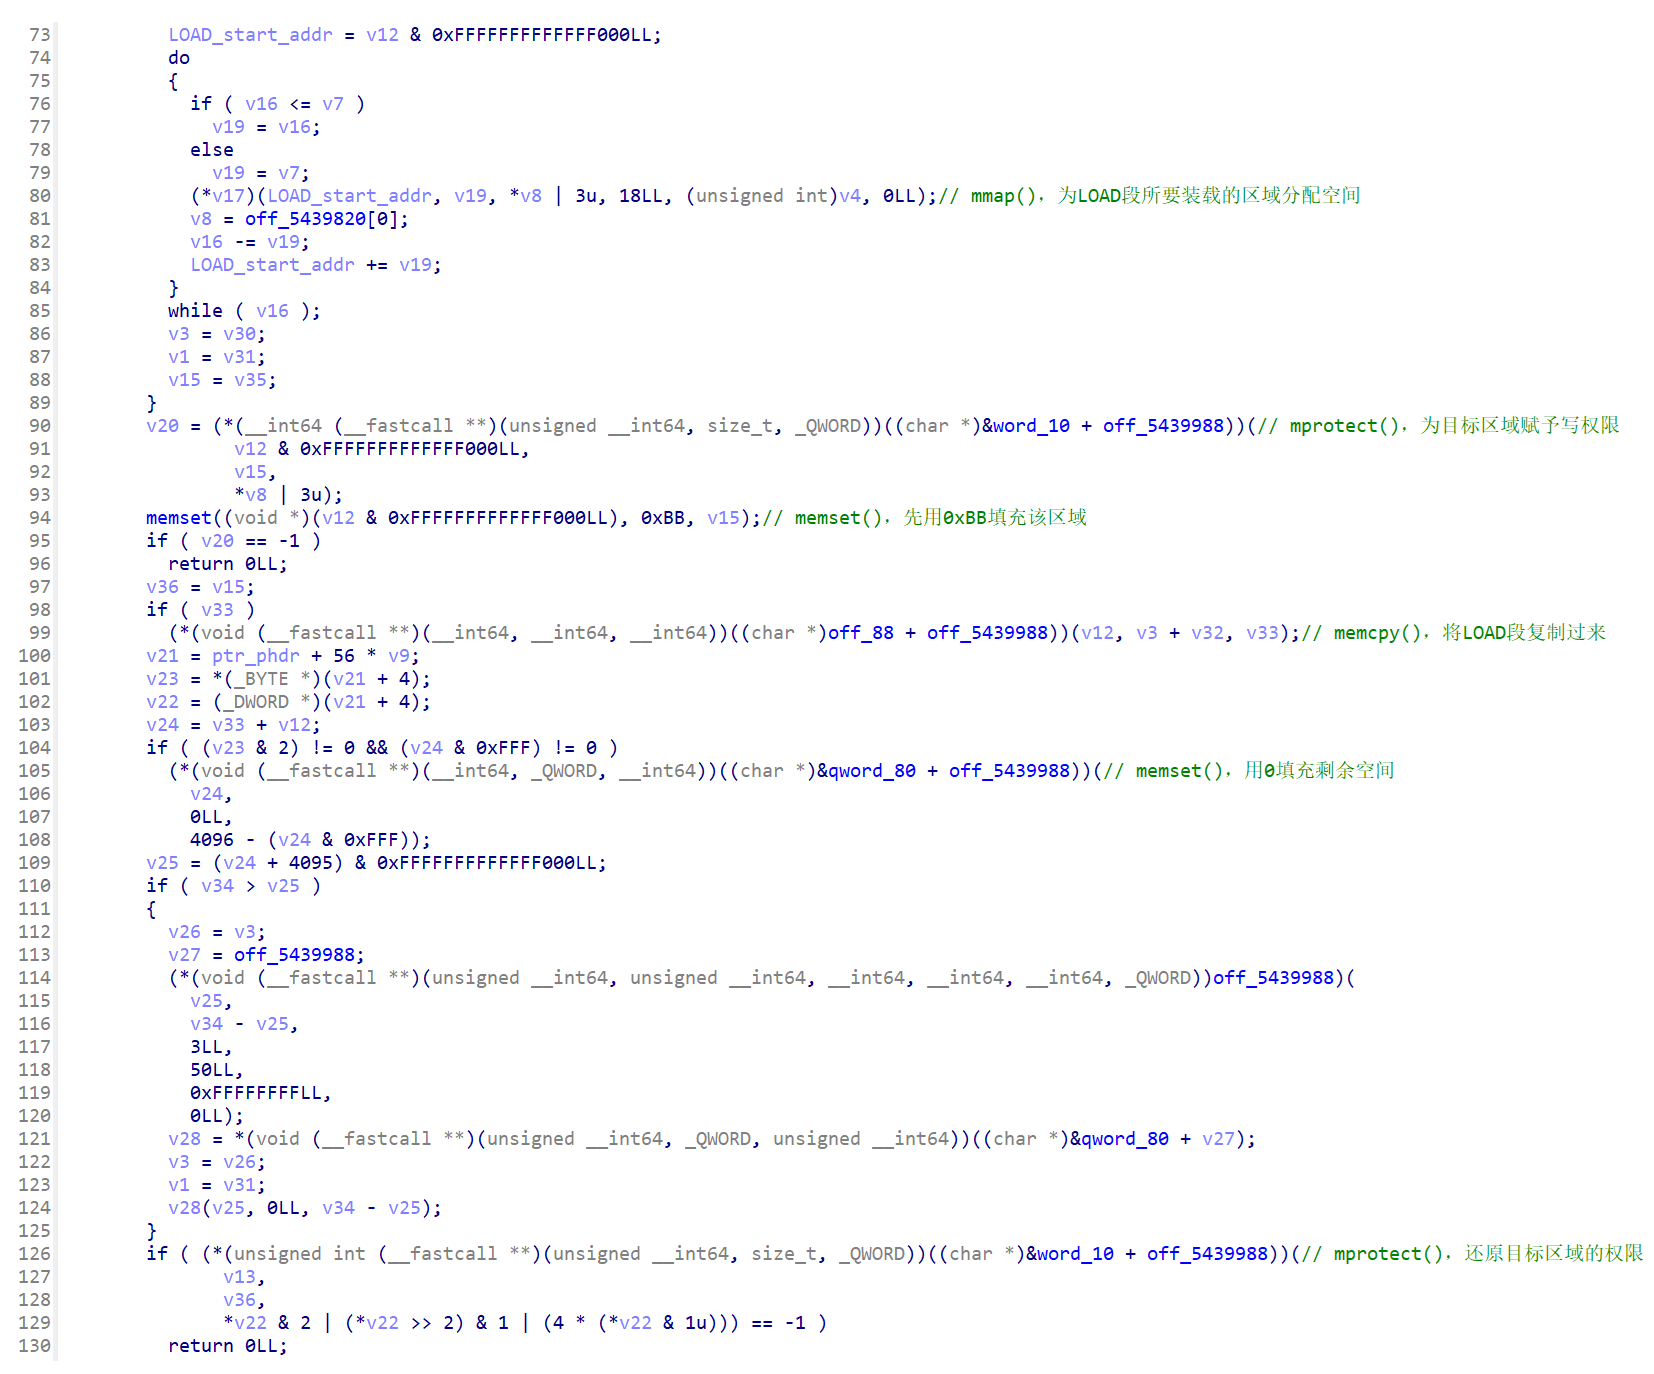 73 LOAD_start_addr = v12 & 0xFFFFFFFFFFFFF000LL;
74 do
75 {
76 if ( v16 <= v7 )
77 v19 = v16;
78 else
79 v19 = v7;
80 (*v17)(LOAD_start_addr, v19, *v8 | 3u, 18LL, (unsigned int)v4, 0LL);// mmap()，为LOAD段所要装载的区域分配空间
81 v8 = off_5439820[0];
82 v16 -= v19;
83 LOAD_start_addr += v19;
84 }
85 while ( v16 );
86 v3 = v30;
87 v1 = v31;
88 v15 = v35;
89 }
90 v20 = (*(__int64 (__fastcall **)(unsigned __int64, size_t, _QWORD))((char *)&word_10 + off_5439988))(// mprotect()，为目标区域赋予写权限
91 v12 & 0xFFFFFFFFFFFFF000LL,
92 v15,
93 *v8 | 3u);
94 memset((void *)(v12 & 0xFFFFFFFFFFFFF000LL), 0xBB, v15);// memset()，先用0xBB填充该区域
95 if ( v20 == -1 )
96 return 0LL;
97 v36 = v15;
98 if ( v33 )
99 (*(void (__fastcall **)(__int64, __int64, __int64))((char *)off_88 + off_5439988))(v12, v3 + v32, v33);// memcpy()，将LOAD段复制过来
100 v21 = ptr_phdr + 56 * v9;
101 v23 = *(_BYTE *)(v21 + 4);
102 v22 = (_DWORD *)(v21 + 4);
103 v24 = v33 + v12;
104 if ( (v23 & 2) != 0 && (v24 & 0xFFF) != 0 )
105 (*(void (__fastcall **)(__int64, _QWORD, __int64))((char *)&qword_80 + off_5439988))(// memset()，用0填充剩余空间
106 v24,
107 0LL,
108 4096 - (v24 & 0xFFF));
109 v25 = (v24 + 4095) & 0xFFFFFFFFFFFFF000LL;
110 if ( v34 > v25 )
111 {
112 v26 = v3;
113 v27 = off_5439988;
114 (*(void (__fastcall **)(unsigned __int64, unsigned __int64, __int64, __int64, __int64, _QWORD))off_5439988)(
115 v25,
116 v34 - v25,
117 3LL,
118 50LL,
119 0xFFFFFFFFLL,
120 0LL);
121 v28 = *(void (__fastcall **)(unsigned __int64, _QWORD, unsigned __int64))((char *)&qword_80 + v27);
122 v3 = v26;
123 v1 = v31;
124 v28(v25, 0LL, v34 - v25);
125 }
126 if ( (*(unsigned int (__fastcall **)(unsigned __int64, size_t, _QWORD))((char *)&word_10 + off_5439988))(// mprotect()，还原目标区域的权限
127 v13,
128 v36,
129 *v22 & 2 | (*v22 >> 2) & 1 | (4 * (*v22 & 1u))) == -1 )
130 return 0LL;